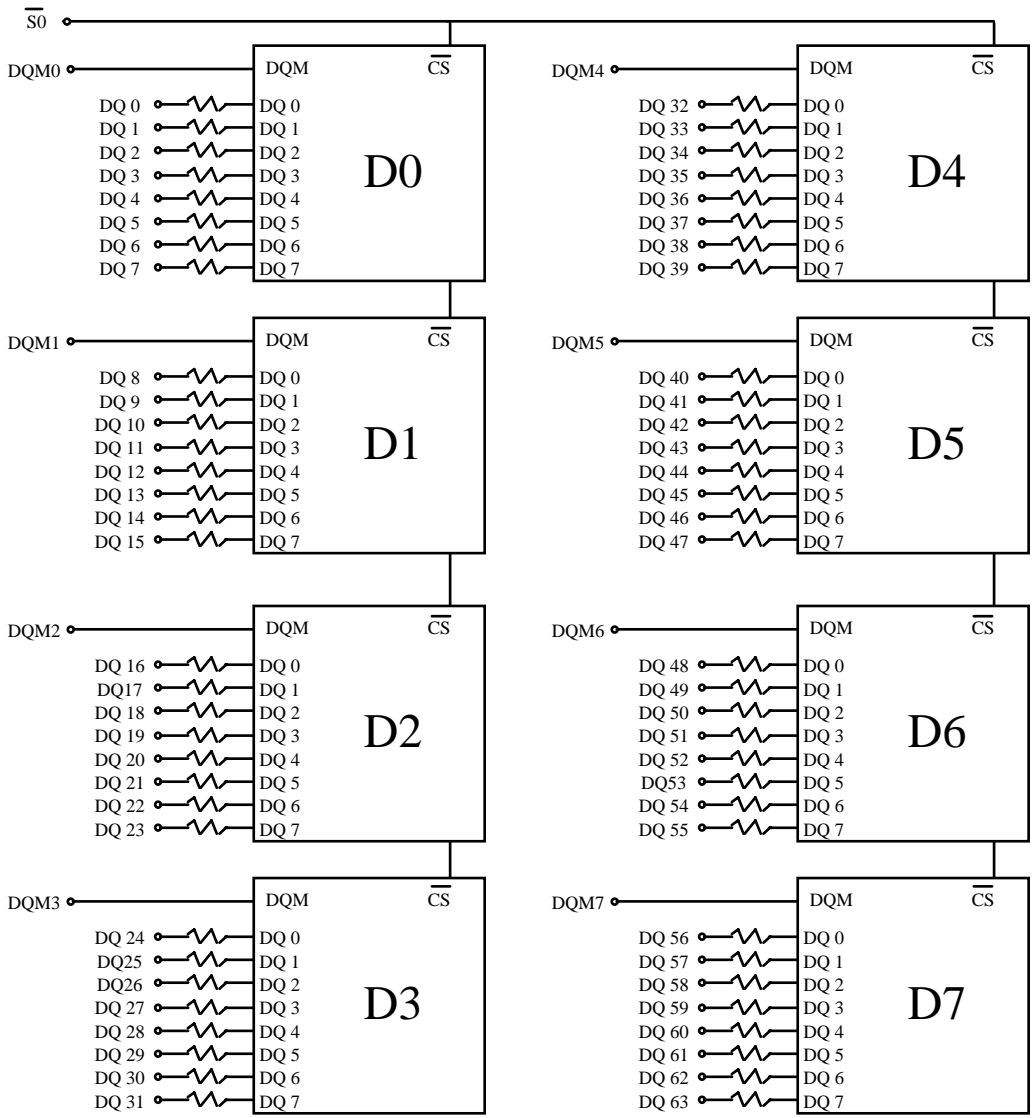 S0
DQM0 DQM CS
DQ 0 DQ 0
DQ 1 DQ 1
DQ 2 DQ 2
DQ 3 DQ 3
DQ 4 DQ 4
DQ 5 DQ 5
DQ 6 DQ 6
DQ 7 DQ 7
D0
DQM1 DQM CS
DQ 8 DQ 0
DQ 9 DQ 1
DQ 10 DQ 2
DQ 11 DQ 3
DQ 12 DQ 4
DQ 13 DQ 5
DQ 14 DQ 6
DQ 15 DQ 7
D1
DQM2 DQM CS
DQ 16 DQ 0
DQ17 DQ 1
DQ 18 DQ 2
DQ 19 DQ 3
DQ 20 DQ 4
DQ 21 DQ 5
DQ 22 DQ 6
DQ 23 DQ 7
D2
DQM3 DQM CS
DQ 24 DQ 0
DQ25 DQ 1
DQ26 DQ 2
DQ 27 DQ 3
DQ 28 DQ 4
DQ 29 DQ 5
DQ 30 DQ 6
DQ 31 DQ 7
D3
DQM4 DQM CS
DQ 32 DQ 0
DQ 33 DQ 1
DQ 34 DQ 2
DQ 35 DQ 3
DQ 36 DQ 4
DQ 37 DQ 5
DQ 38 DQ 6
DQ 39 DQ 7
D4
DQM5 DQM CS
DQ 40 DQ 0
DQ 41 DQ 1
DQ 42 DQ 2
DQ 43 DQ 3
DQ 44 DQ 4
DQ 45 DQ 5
DQ 46 DQ 6
DQ 47 DQ 7
D5
DQM6 DQM CS
DQ 48 DQ 0
DQ 49 DQ 1
DQ 50 DQ 2
DQ 51 DQ 3
DQ 52 DQ 4
DQ53 DQ 5
DQ 54 DQ 6
DQ 55 DQ 7
D6
DQM7 DQM CS
DQ 56 DQ 0
DQ 57 DQ 1
DQ 58 DQ 2
DQ 59 DQ 3
DQ 60 DQ 4
DQ 61 DQ 5
DQ 62 DQ 6
DQ 63 DQ 7
D7